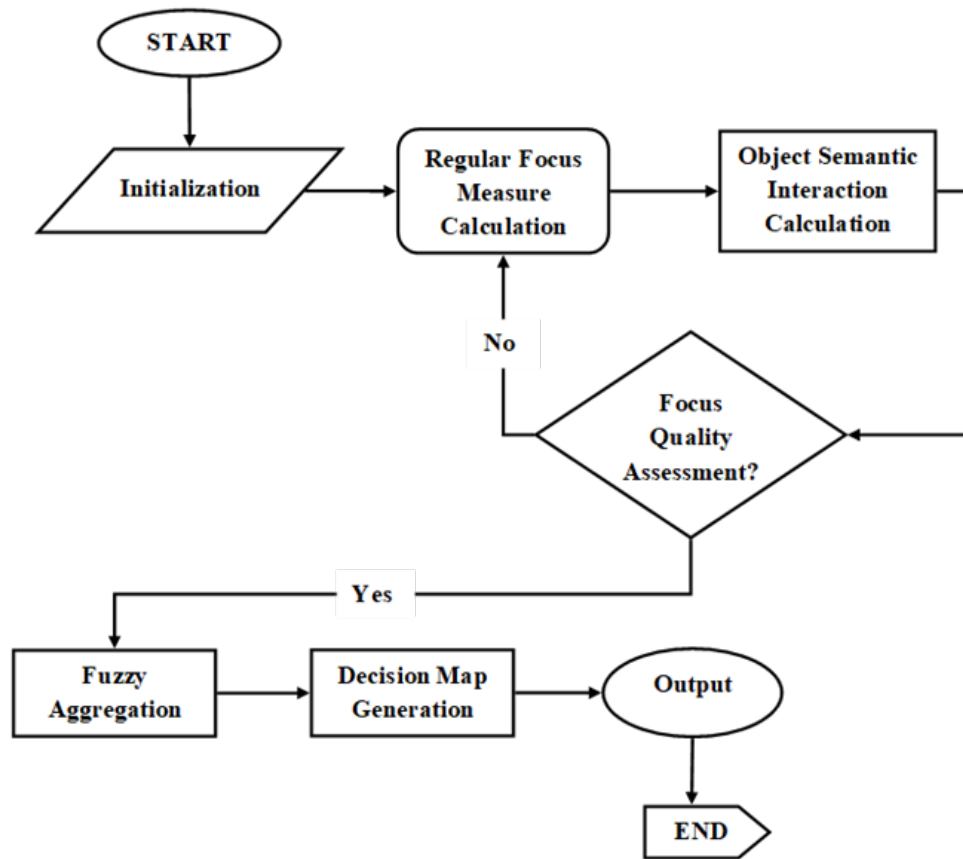 START
Initialization
Regular Focus
Measure
Calculation
Object Semantic
Interaction
Calculation
No
Focus
Quality
Assessment?
Yes
Fuzzy
Aggregation
Decision Map
Generation
Output
END